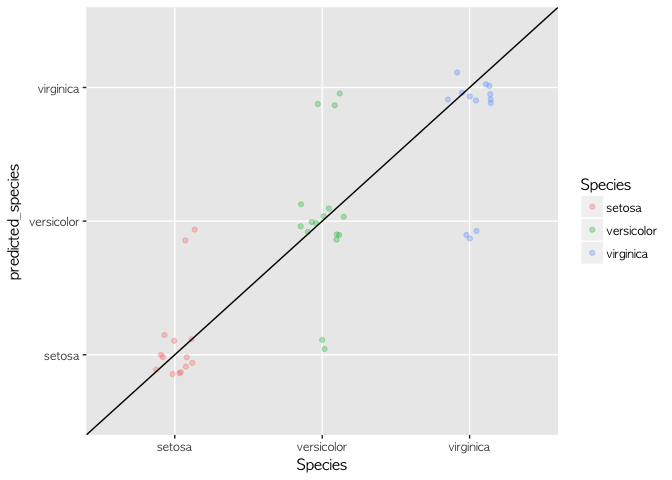 virginica
versicolor
setosa
predicted_species
setosa
versicolor
virginica
Species
Species
setosa
versicolor
virginica